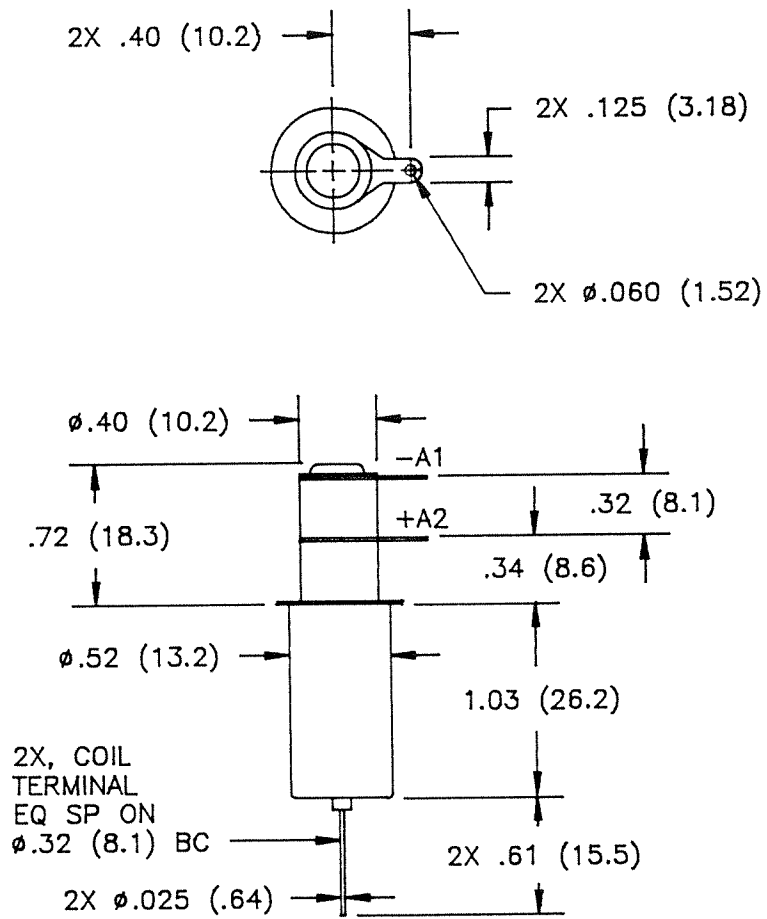 2X .40 (10.2)
2X .125 (3.18)
2X ø.060 (1.52)
ø.40 (10.2)
-A1
.32 (8.1)
+A2
.72 (18.3)
.34 (8.6)
ø.52 (13.2)
1.03 (26.2)
2X, COIL
TERMINAL
EQ SP ON
ø.32 (8.1) BC
2X .61 (15.5)
2X ø.025 (.64)